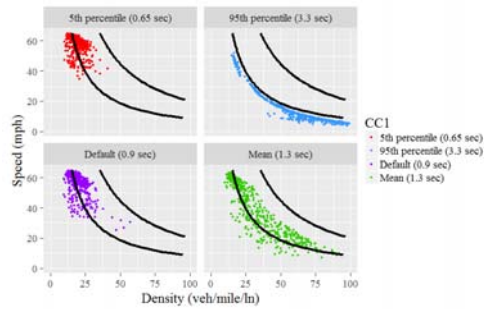 5th percentile (0.65 sec) 95th percentile (3.3 sec)
60
40
20
0
Default (0.9 sec) Mean (1.3 sec)
60
40
20
0
Speed (mph)
0 25 50 75 100 0 25 50 75 100
Density (veh/mile/ln)
CC1
5th percentile (0.65 sec)
95th percentile (3.3 sec)
Default (0.9 sec)
Mean (1.3 sec)